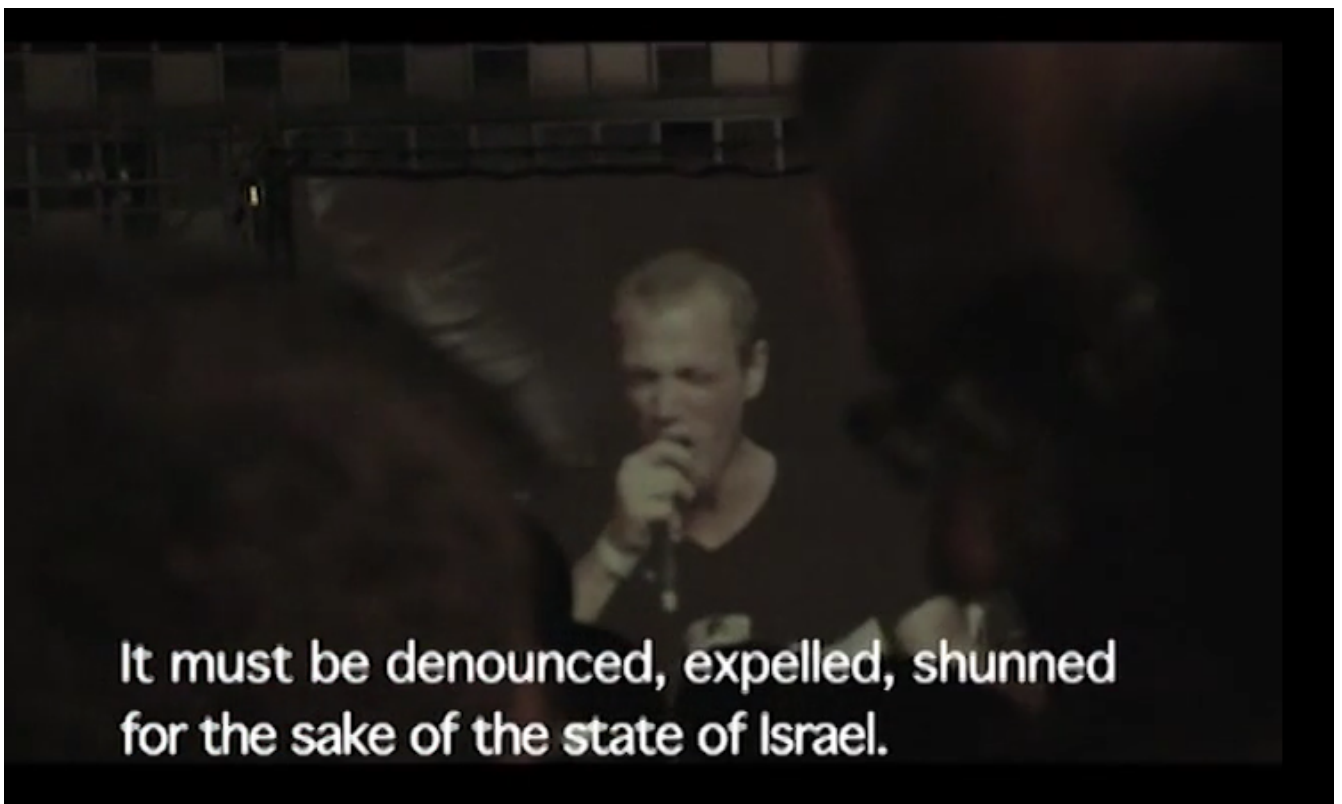 It must be denounced, expelled, shunned
for the sake of the state of Israel.